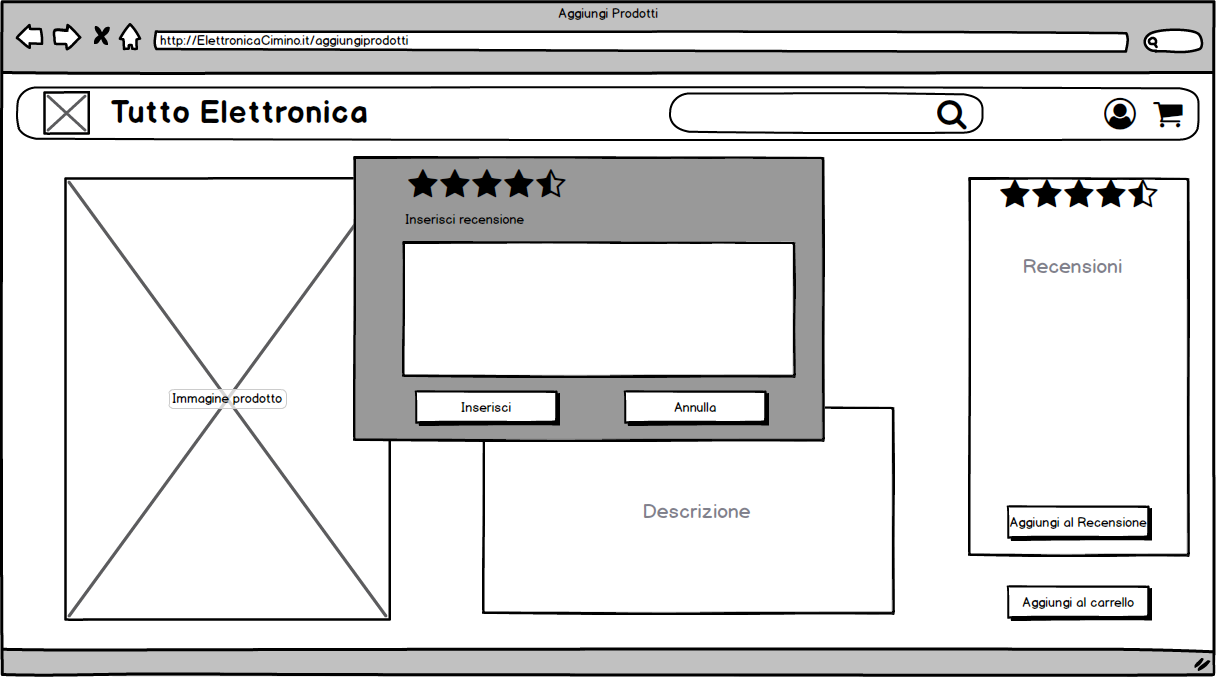 Aggiungi Prodotti
http://ElettronicaCimino.it/aggiungiprodotti
Tutto Elettronica
Inserisci recensione
Recensioni
Immagine prodotto
Inserisci
Annulla
Descrizione
Aggiungi al Recensione
Aggiungi al carrello